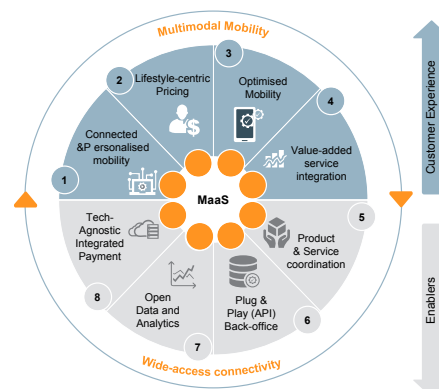 Multimodal Mobility
3
2
Lifestyle-centric
Pricing
Optimised
Mobility
4
Connected
&P ersonalised
mobility
Value-added
service
integration
1
MaaS
5
Tech-
Agnostic
Integrated
Payment
Product
& Service
coordination
8
Open
Data and
Analytics
Plug &
Play (API)
Back-office
6
7
Wide-access connectivity
Customer Experience
Enablers